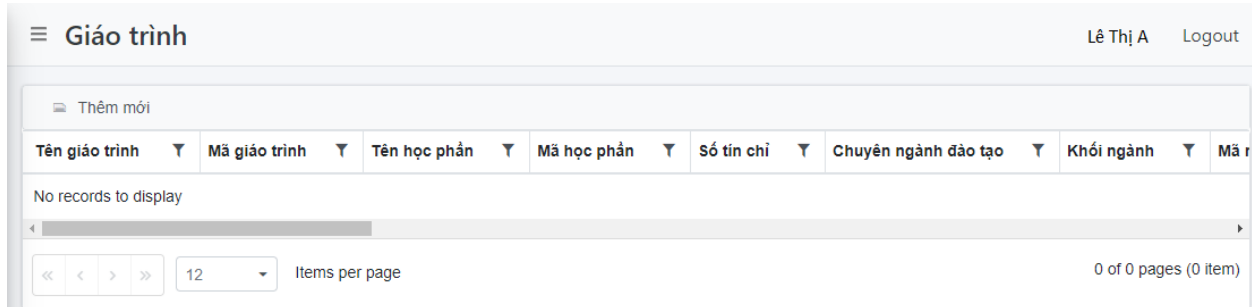 Giáo trình Lê Thị A Logout
Thêm mới
Tên giáo trình Mã giáo trình Tên học phần Mã học phần Số tín chỉ Chuyên ngành đào tạo Khối ngành Mã
No records to display
12 Items per page 0 of 0 pages (0 item)